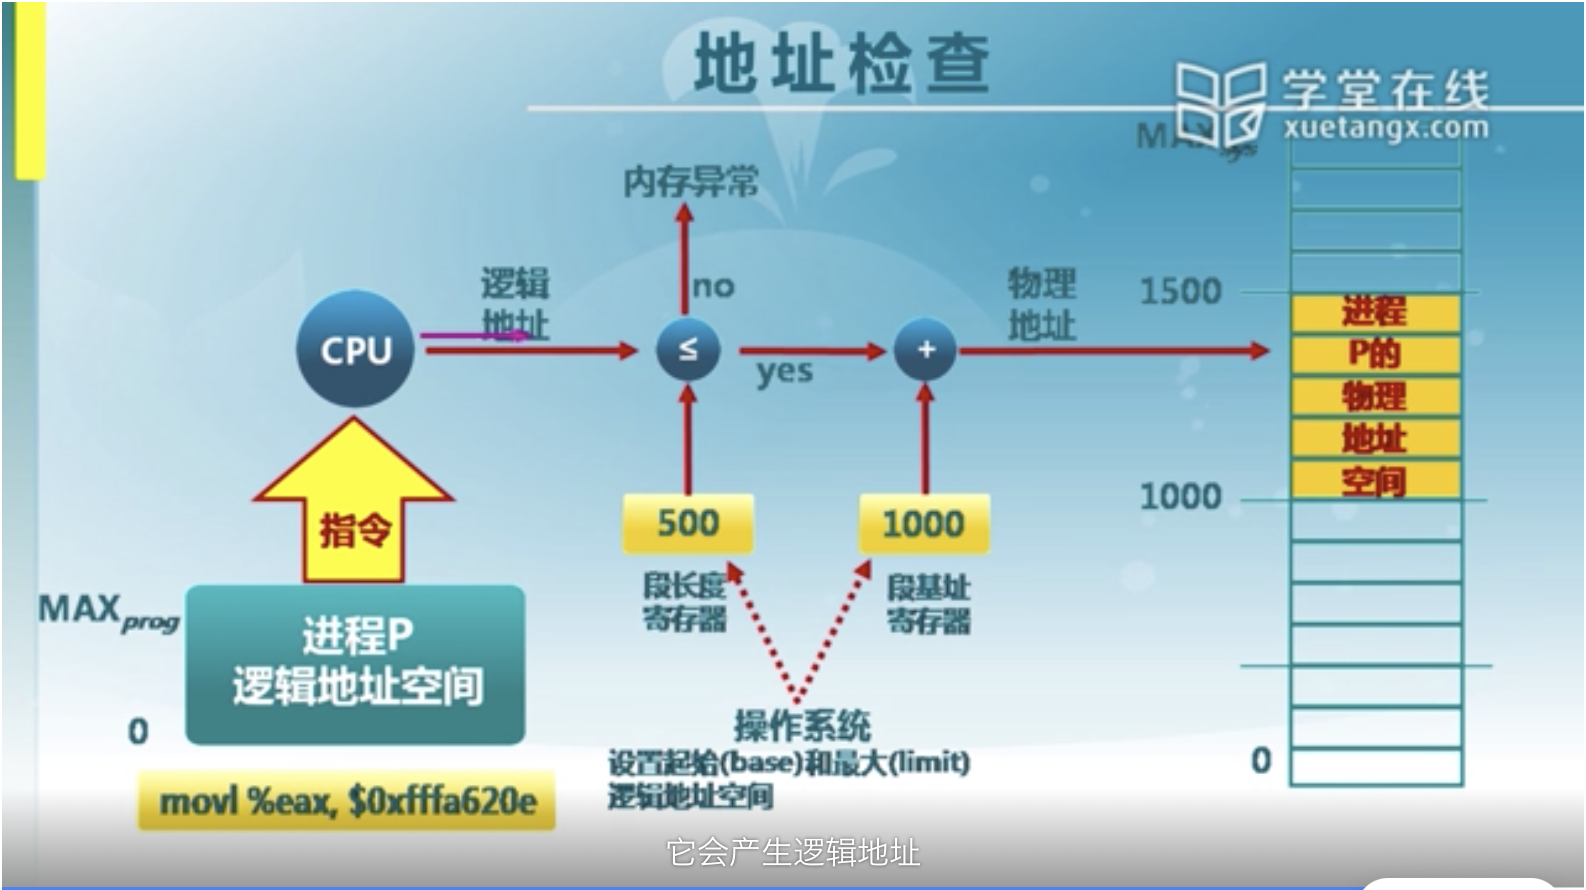 地址检查
学堂在线
xuetangx.com
MAXsys
内存异常
no
逻辑
地址
物理
地址
1500
CPU
≤
yes
+
进程
P的
物理
地址
空间
1000
指令
500
1000
段长度
寄存器
段基址
寄存器
MAXprog
进程P
逻辑地址空间
0
操作系统
设置起始(base)和最大(limit)
逻辑地址空间
0
movl %eax, $0xfffa620e
它会产生逻辑地址